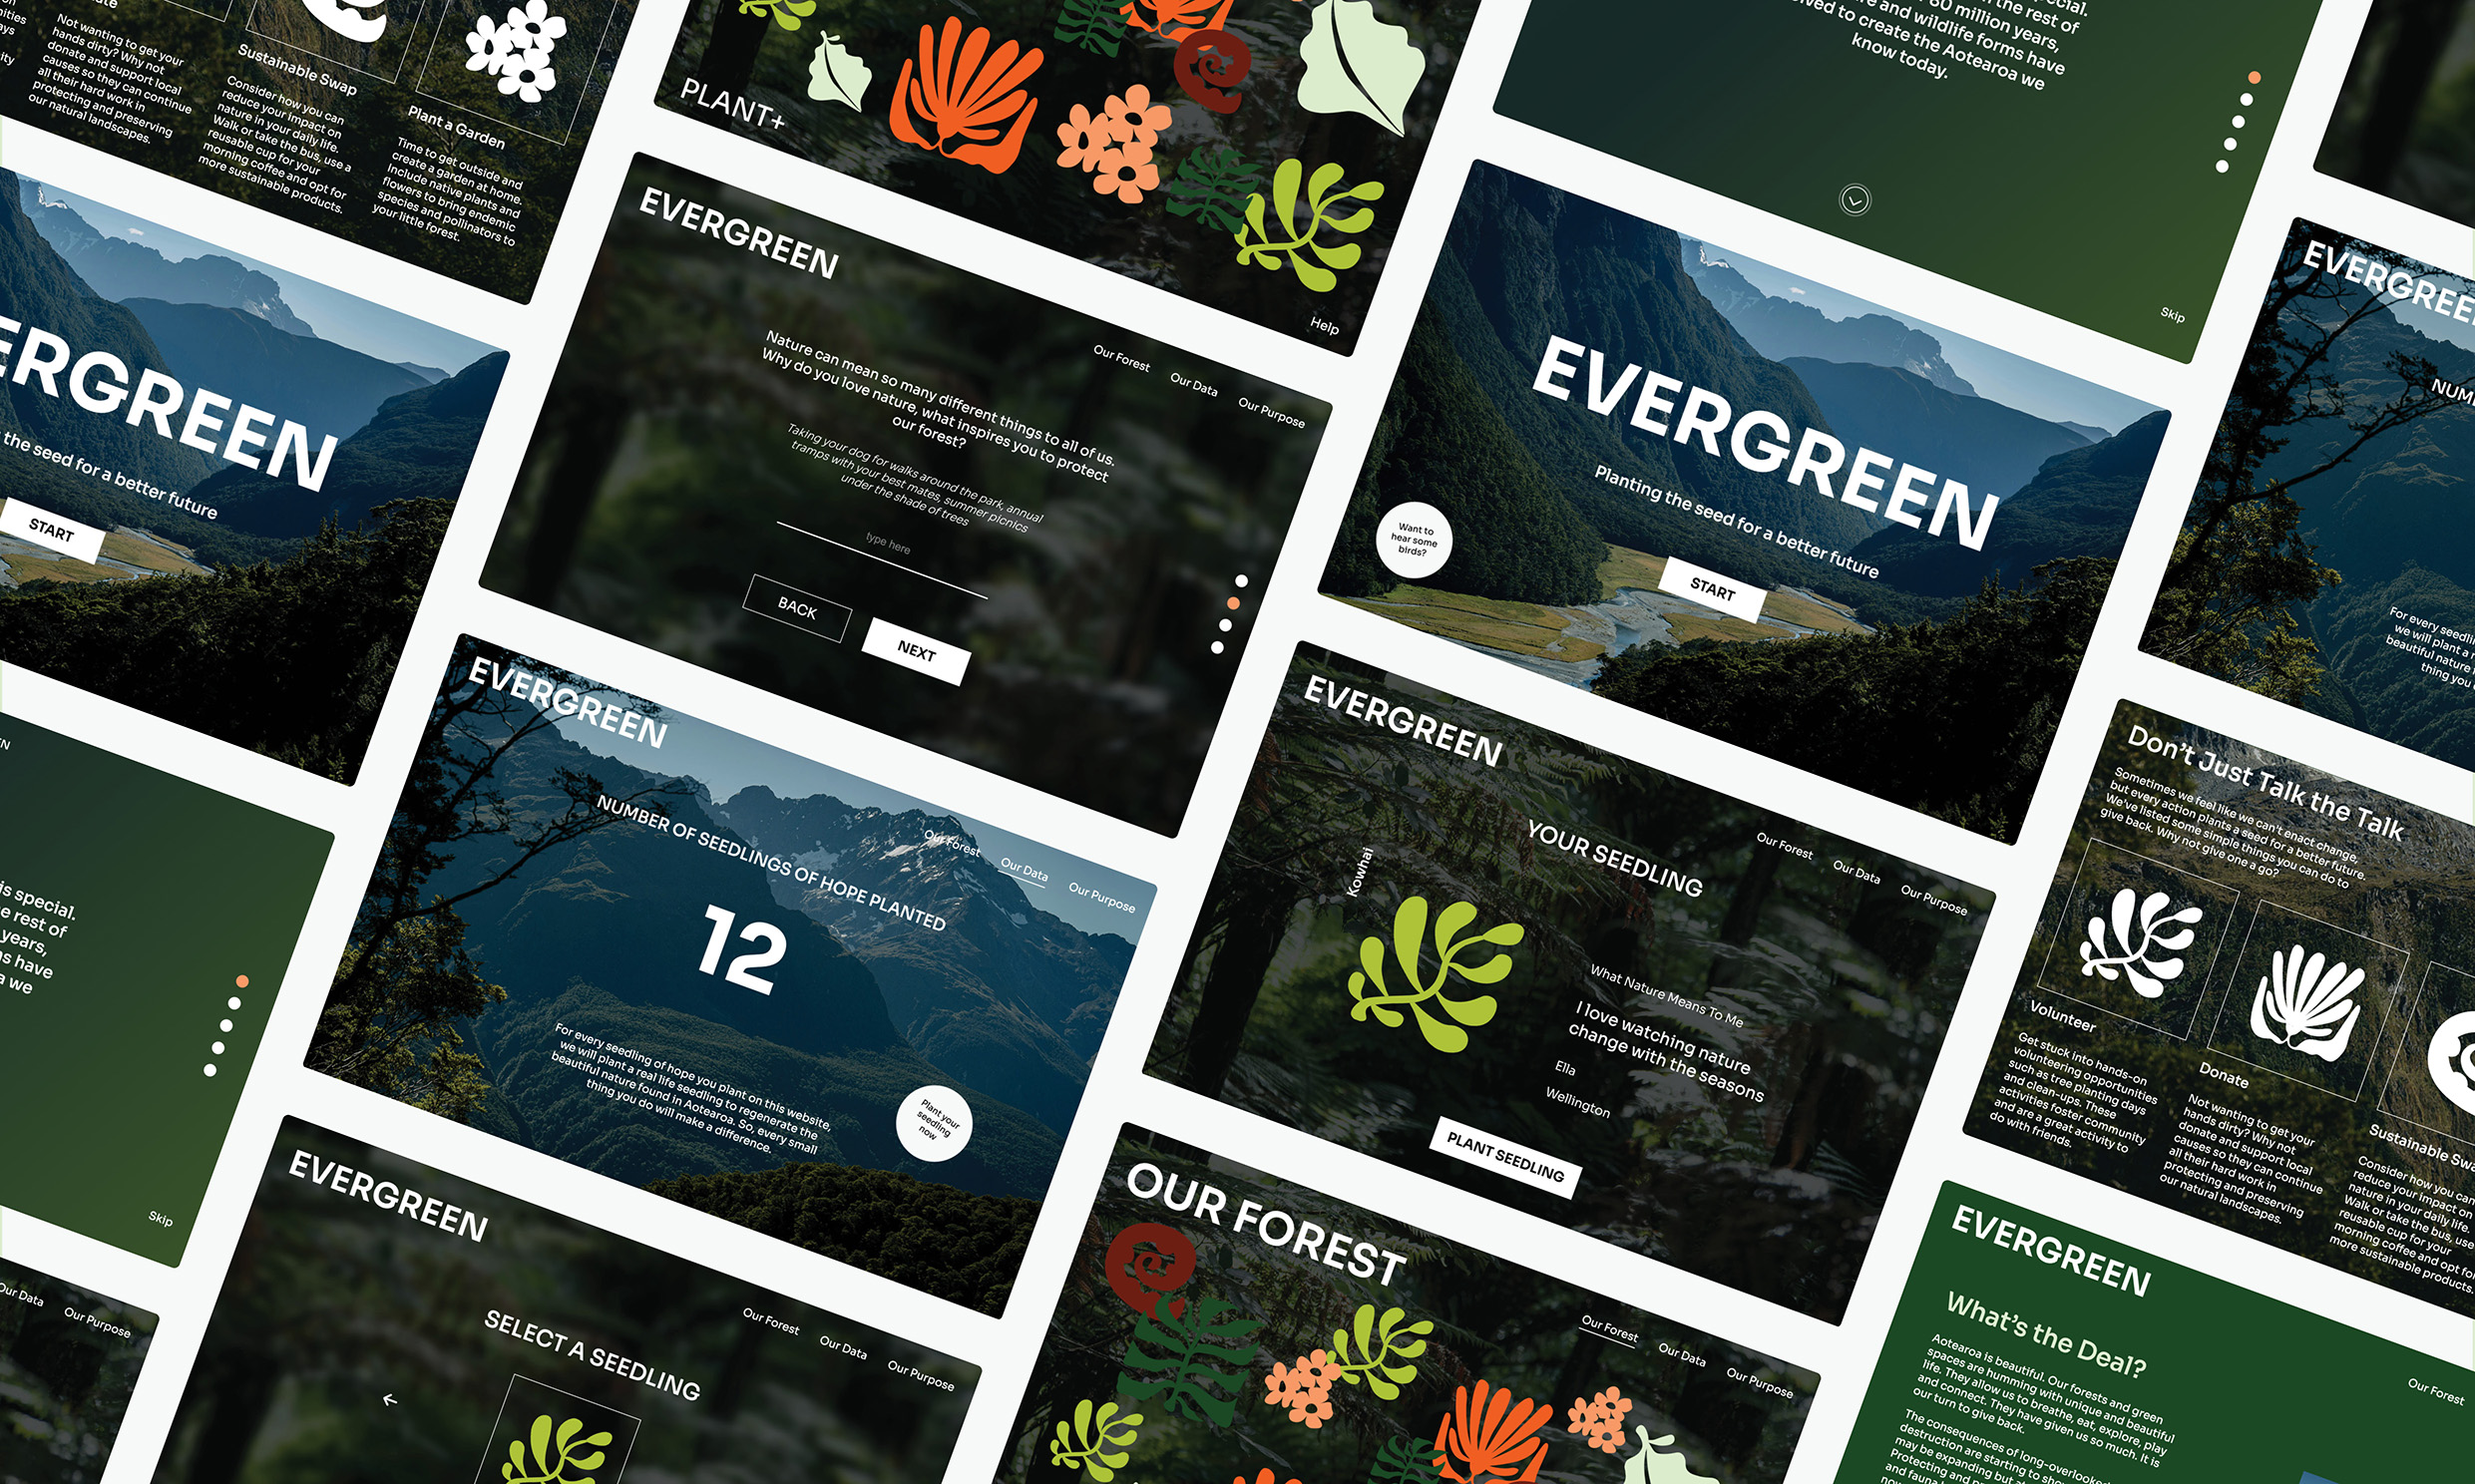 Not wanting to get your
hands dirty? Why not
donate and support local
causes so they can continue
all their hard work in
protecting and preserving
our natural landscapes.
Sustainable Swap
Consider how you can
reduce your impact on
nature in your daily life.
Walk or take the bus, use a
reusable cup for your
morning coffee and opt for
more sustainable products.
Plant a Garden
Time to get outside and
create a garden at home.
Include native plants and
flowers to bring endemic
species and pollinators to
your little forest.
PLANT+
Help
special.
the rest of
80 million years,
and wildlife forms have
to create the Aotearoa we
know today.
Skip
ERGREEN
the seed for a better future
START
EVERGREEN
Our Forest
Our Data
Our Purpose
Nature can mean so many different things to all of us.
Why do you love nature, what inspires you to protect
our forest?
Taking your dog for walks around the park, annual
tramps with your best mates, summer picnics
under the shade of trees
type here
BACK
NEXT
EVERGREEN
Planting the seed for a better future
START
Want to
hear some
birds?
EVERGREE
NUM
For every seedli
we will plant a r
beautiful nature
thing you
is special.
e rest of
years,
s have
a we
Skip
EVERGREEN
Our Forest
Our Data
Our Purpose
NUMBER OF SEEDLINGS OF HOPE PLANTED
12
For every seedling of hope you plant on this website,
we will plant a real life seedling to regenerate the
beautiful nature found in Aotearoa. So, every small
thing you do will make a difference.
Plant your
seedling
now
EVERGREEN
Our Forest
Our Data
Our Purpose
YOUR SEEDLING
Kowhai
What Nature Means To Me
I love watching nature
change with the seasons
Ella
Wellington
PLANT SEEDLING
Don't Just Talk the Talk
Sometimes we feel like we can't enact change,
but every action plants a seed for a better future.
We've listed some simple things you can do to
give back. Why not give one a go?
Volunteer
Get stuck into hands-on
volunteering opportunities
such as tree planting days
and clean-ups. These
activities foster community
and are a great activity to
do with friends.
Donate
Not wanting to get your
hands dirty? Why not
donate and support local
causes so they can continue
all their hard work in
protecting and preserving
our natural landscapes.
Sustainable Swa
Consider how you can
reduce your impact on
nature in your daily life.
Walk or take the bus, use
reusable cup for your
morning coffee and opt fo
more sustainable products.
Our Data
Our Purpose
EVERGREEN
Our Forest
Our Data
Our Purpose
SELECT A SEEDLING
OUR FOREST
Our Forest
Our Data
Our Purpose
EVERGREEN
Our Forest
What's the Deal?
Aotearoa is beautiful. Our forests and green
spaces are humming with unique and beautiful
life. They allow us to breathe, eat, explore, play
and connect. They have given us so much. It is
our turn to give back.
The consequences of long-overlooked
destruction are starting to sho
may be expanding but a
Protecting and p
and fauna